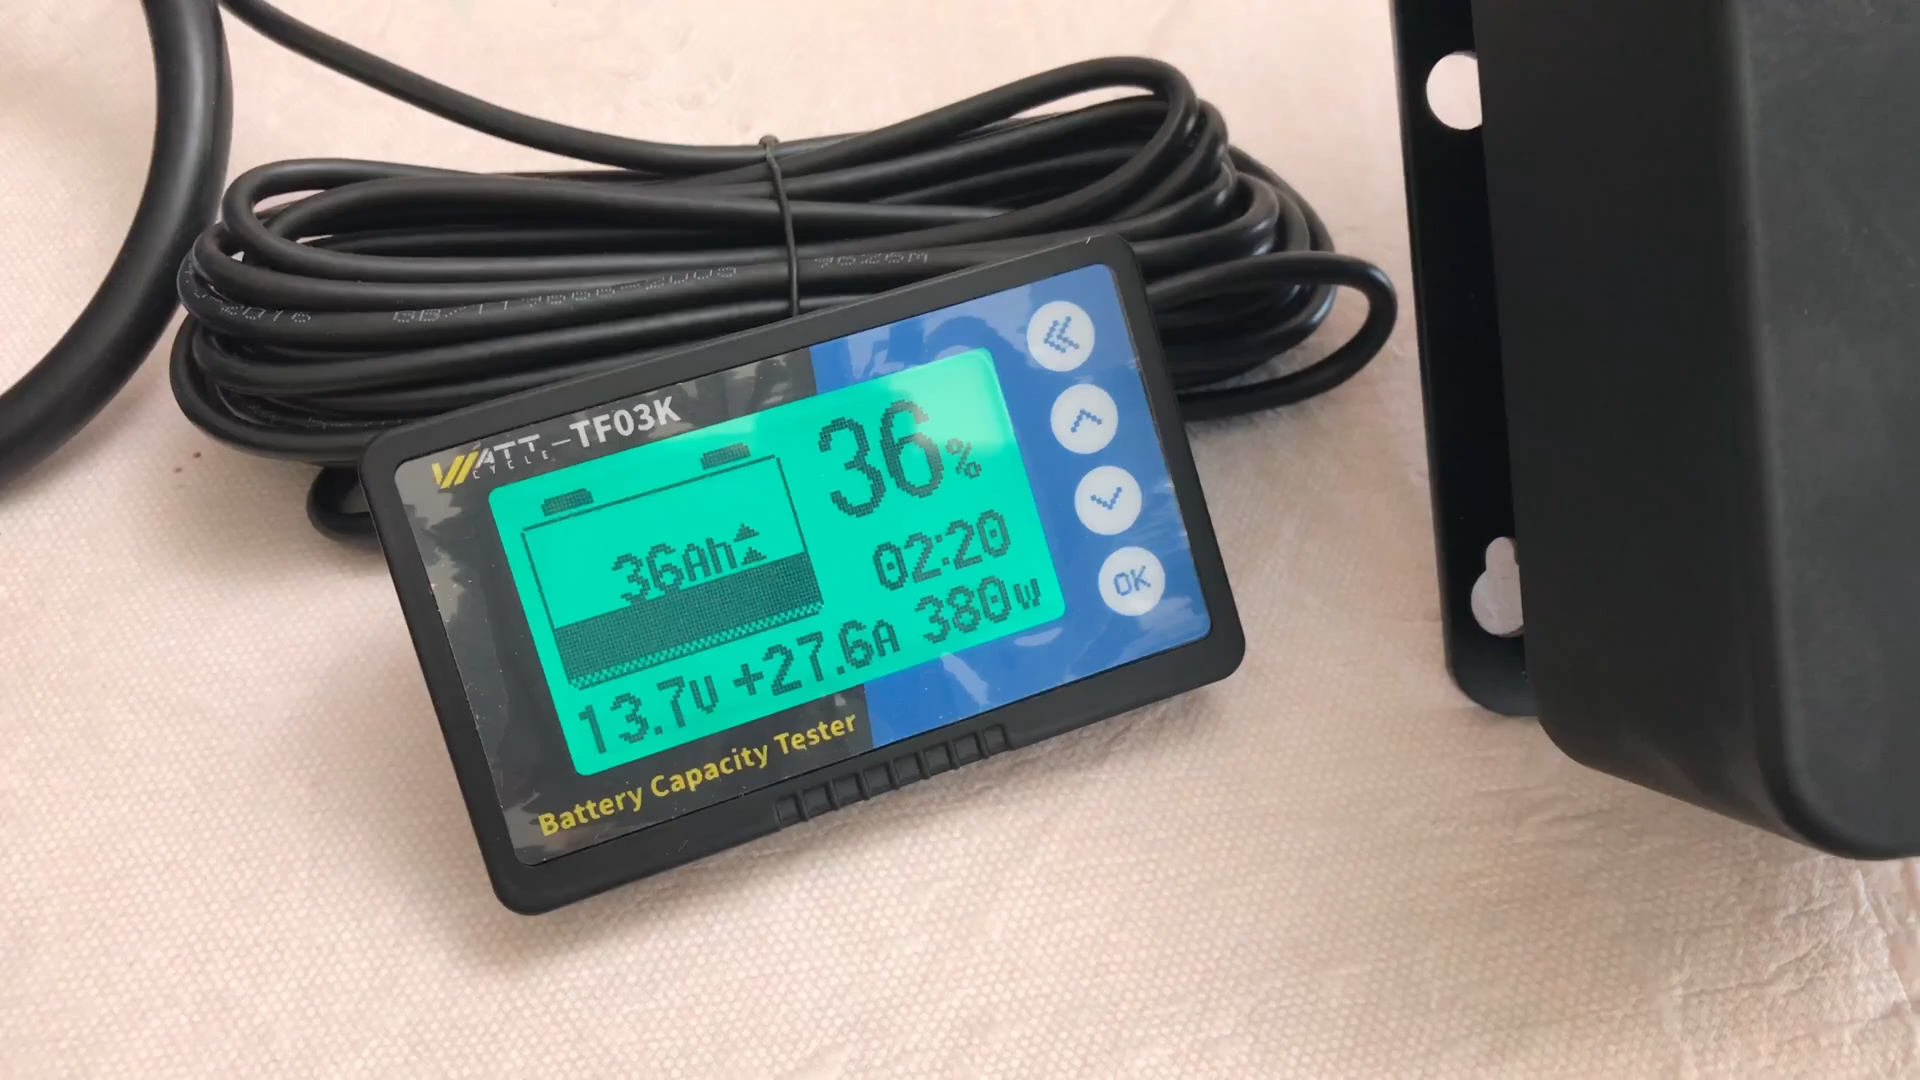 WATT CYCLE -TF03K
36%
36Ah
02:20
13.7V +27.6A 380W
Battery Capacity Tester
OK